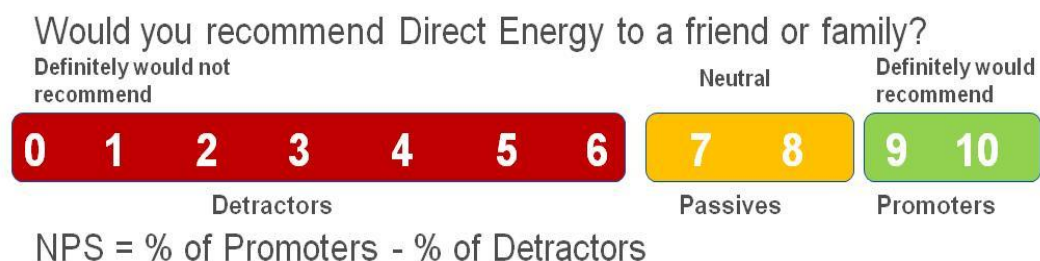 Would you recommend Direct Energy to a friend or family?
Definitely would not
recommend
Neutral
Definitely would
recommend
0 1 2 3 4 5 6 7 8 9 10
Detractors Passives Promoters
NPS = % of Promoters - % of Detractors